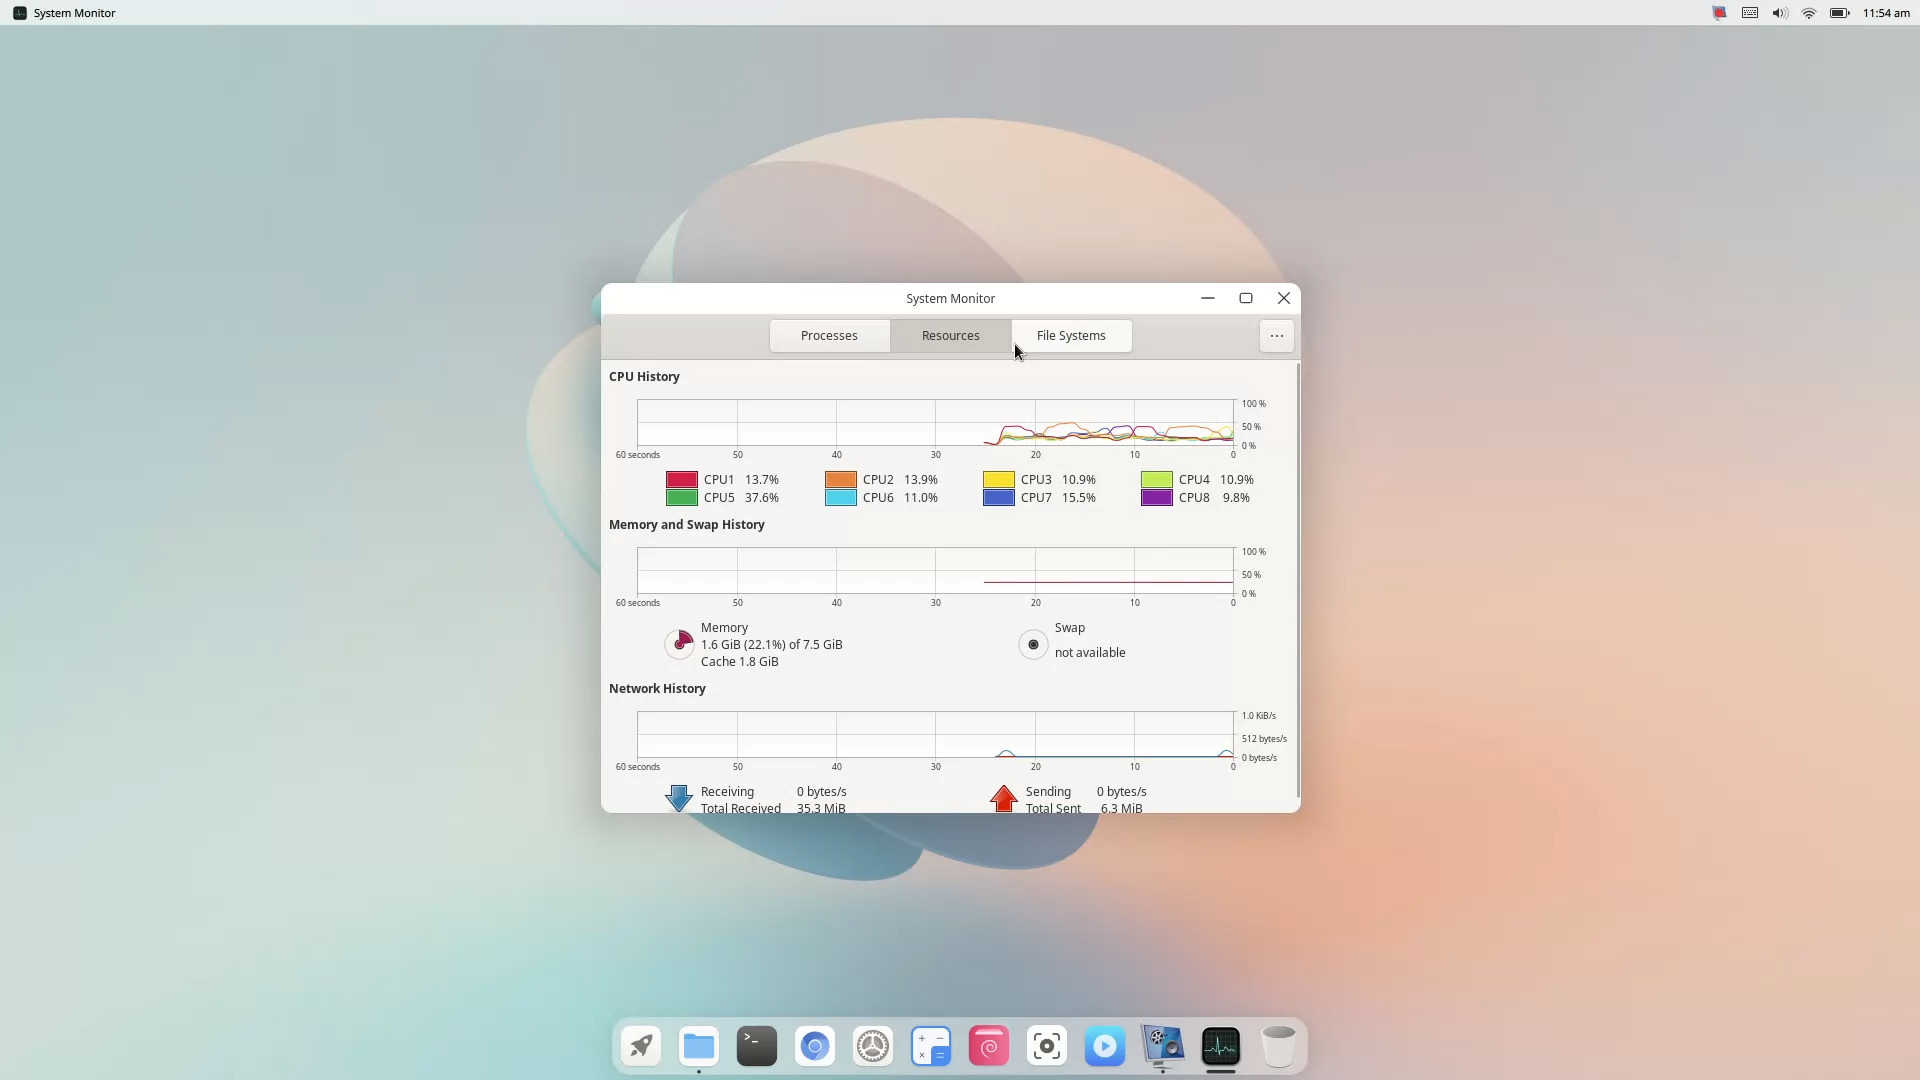 System Monitor
11:54 am
System Monitor
Processes Resources File Systems
CPU History
100 %
50 %
0 %
60 seconds 50 40 30 20 10 0
CPU1 13.7% CPU2 13.9% CPU3 10.9% CPU4 10.9%
CPU5 37.6% CPU6 11.0% CPU7 15.5% CPU8 9.8%
Memory and Swap History
100 %
50 %
0 %
60 seconds 50 40 30 20 10 0
Memory
1.6 GiB (22.1%) of 7.5 GiB
Cache 1.8 GiB
Swap
not available
Network History
1.0 KiB/s
512 bytes/s
0 bytes/s
60 seconds 50 40 30 20 10 0
Receiving 0 bytes/s
Total Received 35.3 MiB
Sending 0 bytes/s
Total Sent 6.3 MiB